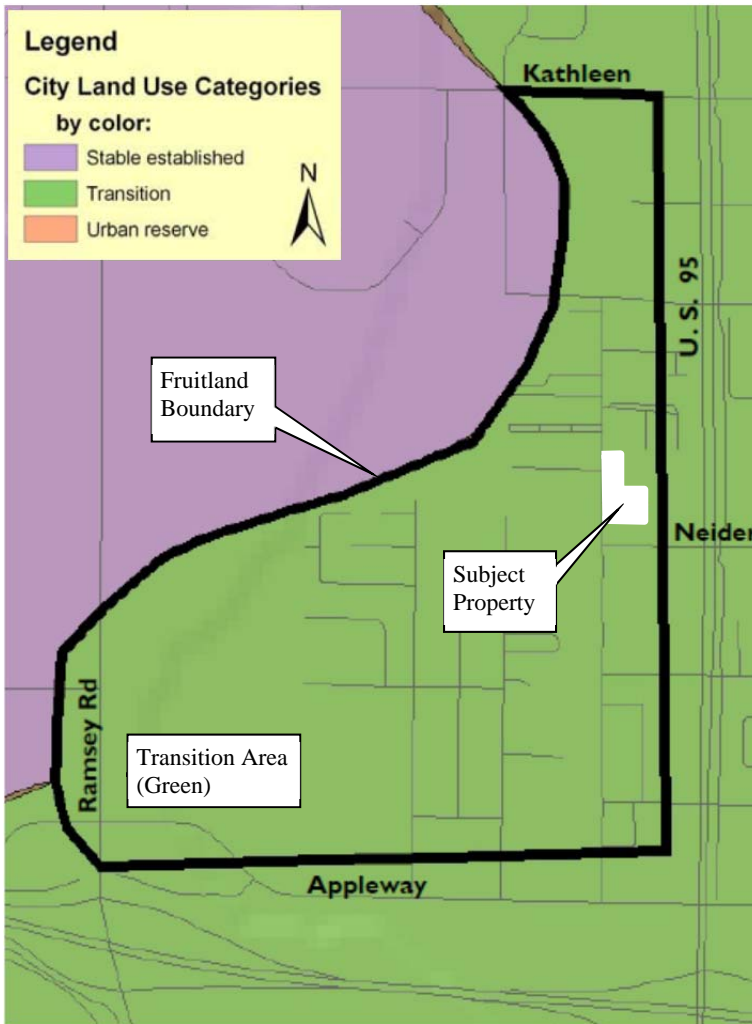 Legend
City Land Use Categories
by color:
Stable established
Transition
Urban reserve
N
Kathleen
U. S. 95
Fruitland
Boundary
Neider
Subject
Property
Ramsey Rd
Transition Area
(Green)
Appleway